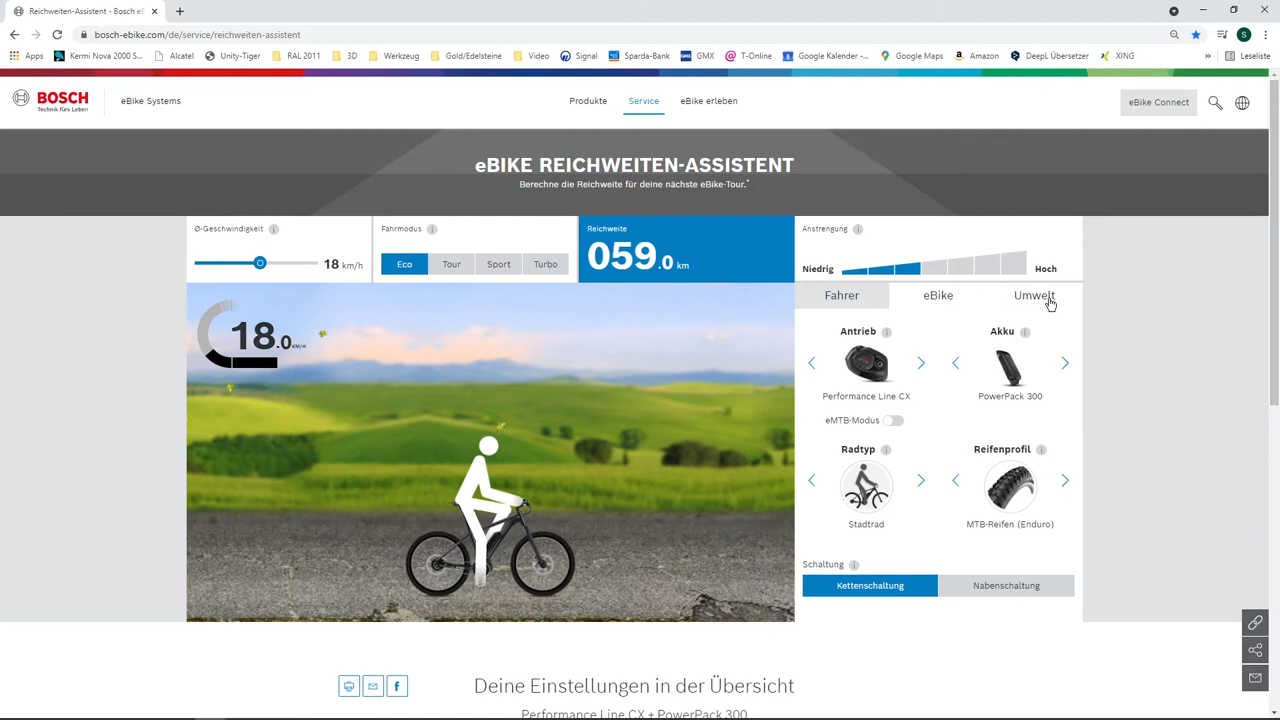 Reichweiten-Assistent - Bosch eB
bosch-ebike.com/de/service/reichweiten-assistent
Apps Kermi Nova 2000 S... Alcatel Unity-Tiger RAL 2011 3D Werkzeug Gold/Edelsteine Video Signal Sparda-Bank GMX T-Online Google Kalender -... Google Maps Amazon DeepL Übersetzer XING » Leseliste
BOSCH
Technik fürs Leben
eBike Systems
Produkte Service eBike erleben
eBike Connect
eBIKE REICHWEITEN-ASSISTENT
Berechne die Reichweite für deine nächste eBike-Tour.*
Ø-Geschwindigkeit
18 km/h
Fahrmodus
Eco Tour Sport Turbo
Reichweite
059.0 km
Anstrengung
Niedrig Hoch
18.0 KM/H
Fahrer eBike Umwelt
Antrieb Akku
Performance Line CX PowerPack 300
eMTB-Modus
Radtyp Reifenprofil
Stadtrad MTB-Reifen (Enduro)
Schaltung
Kettenschaltung Nabenschaltung
Deine Einstellungen in der Übersicht
Performance Line CX + PowerPack 300